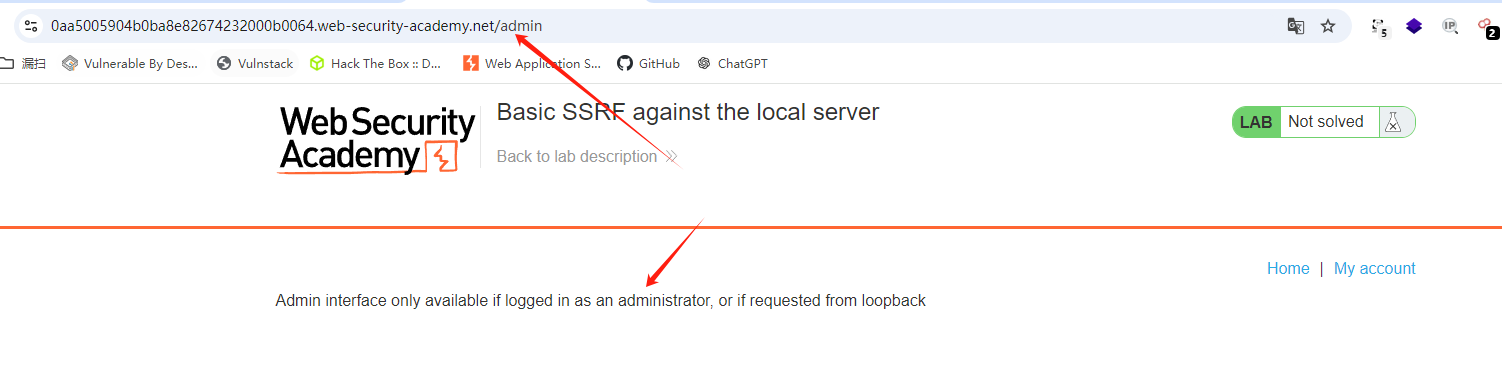 0aa5005904b0ba8e82674232000b0064.web-security-academy.net/admin
5
IP
2
漏扫
Vulnerable By Des...
Vulnstack
Hack The Box :: D...
Web Application S...
GitHub
ChatGPT
Web Security
Academy
Basic SSRF against the local server
Back to lab description
LAB
Not solved
Home | My account
Admin interface only available if logged in as an administrator, or if requested from loopback